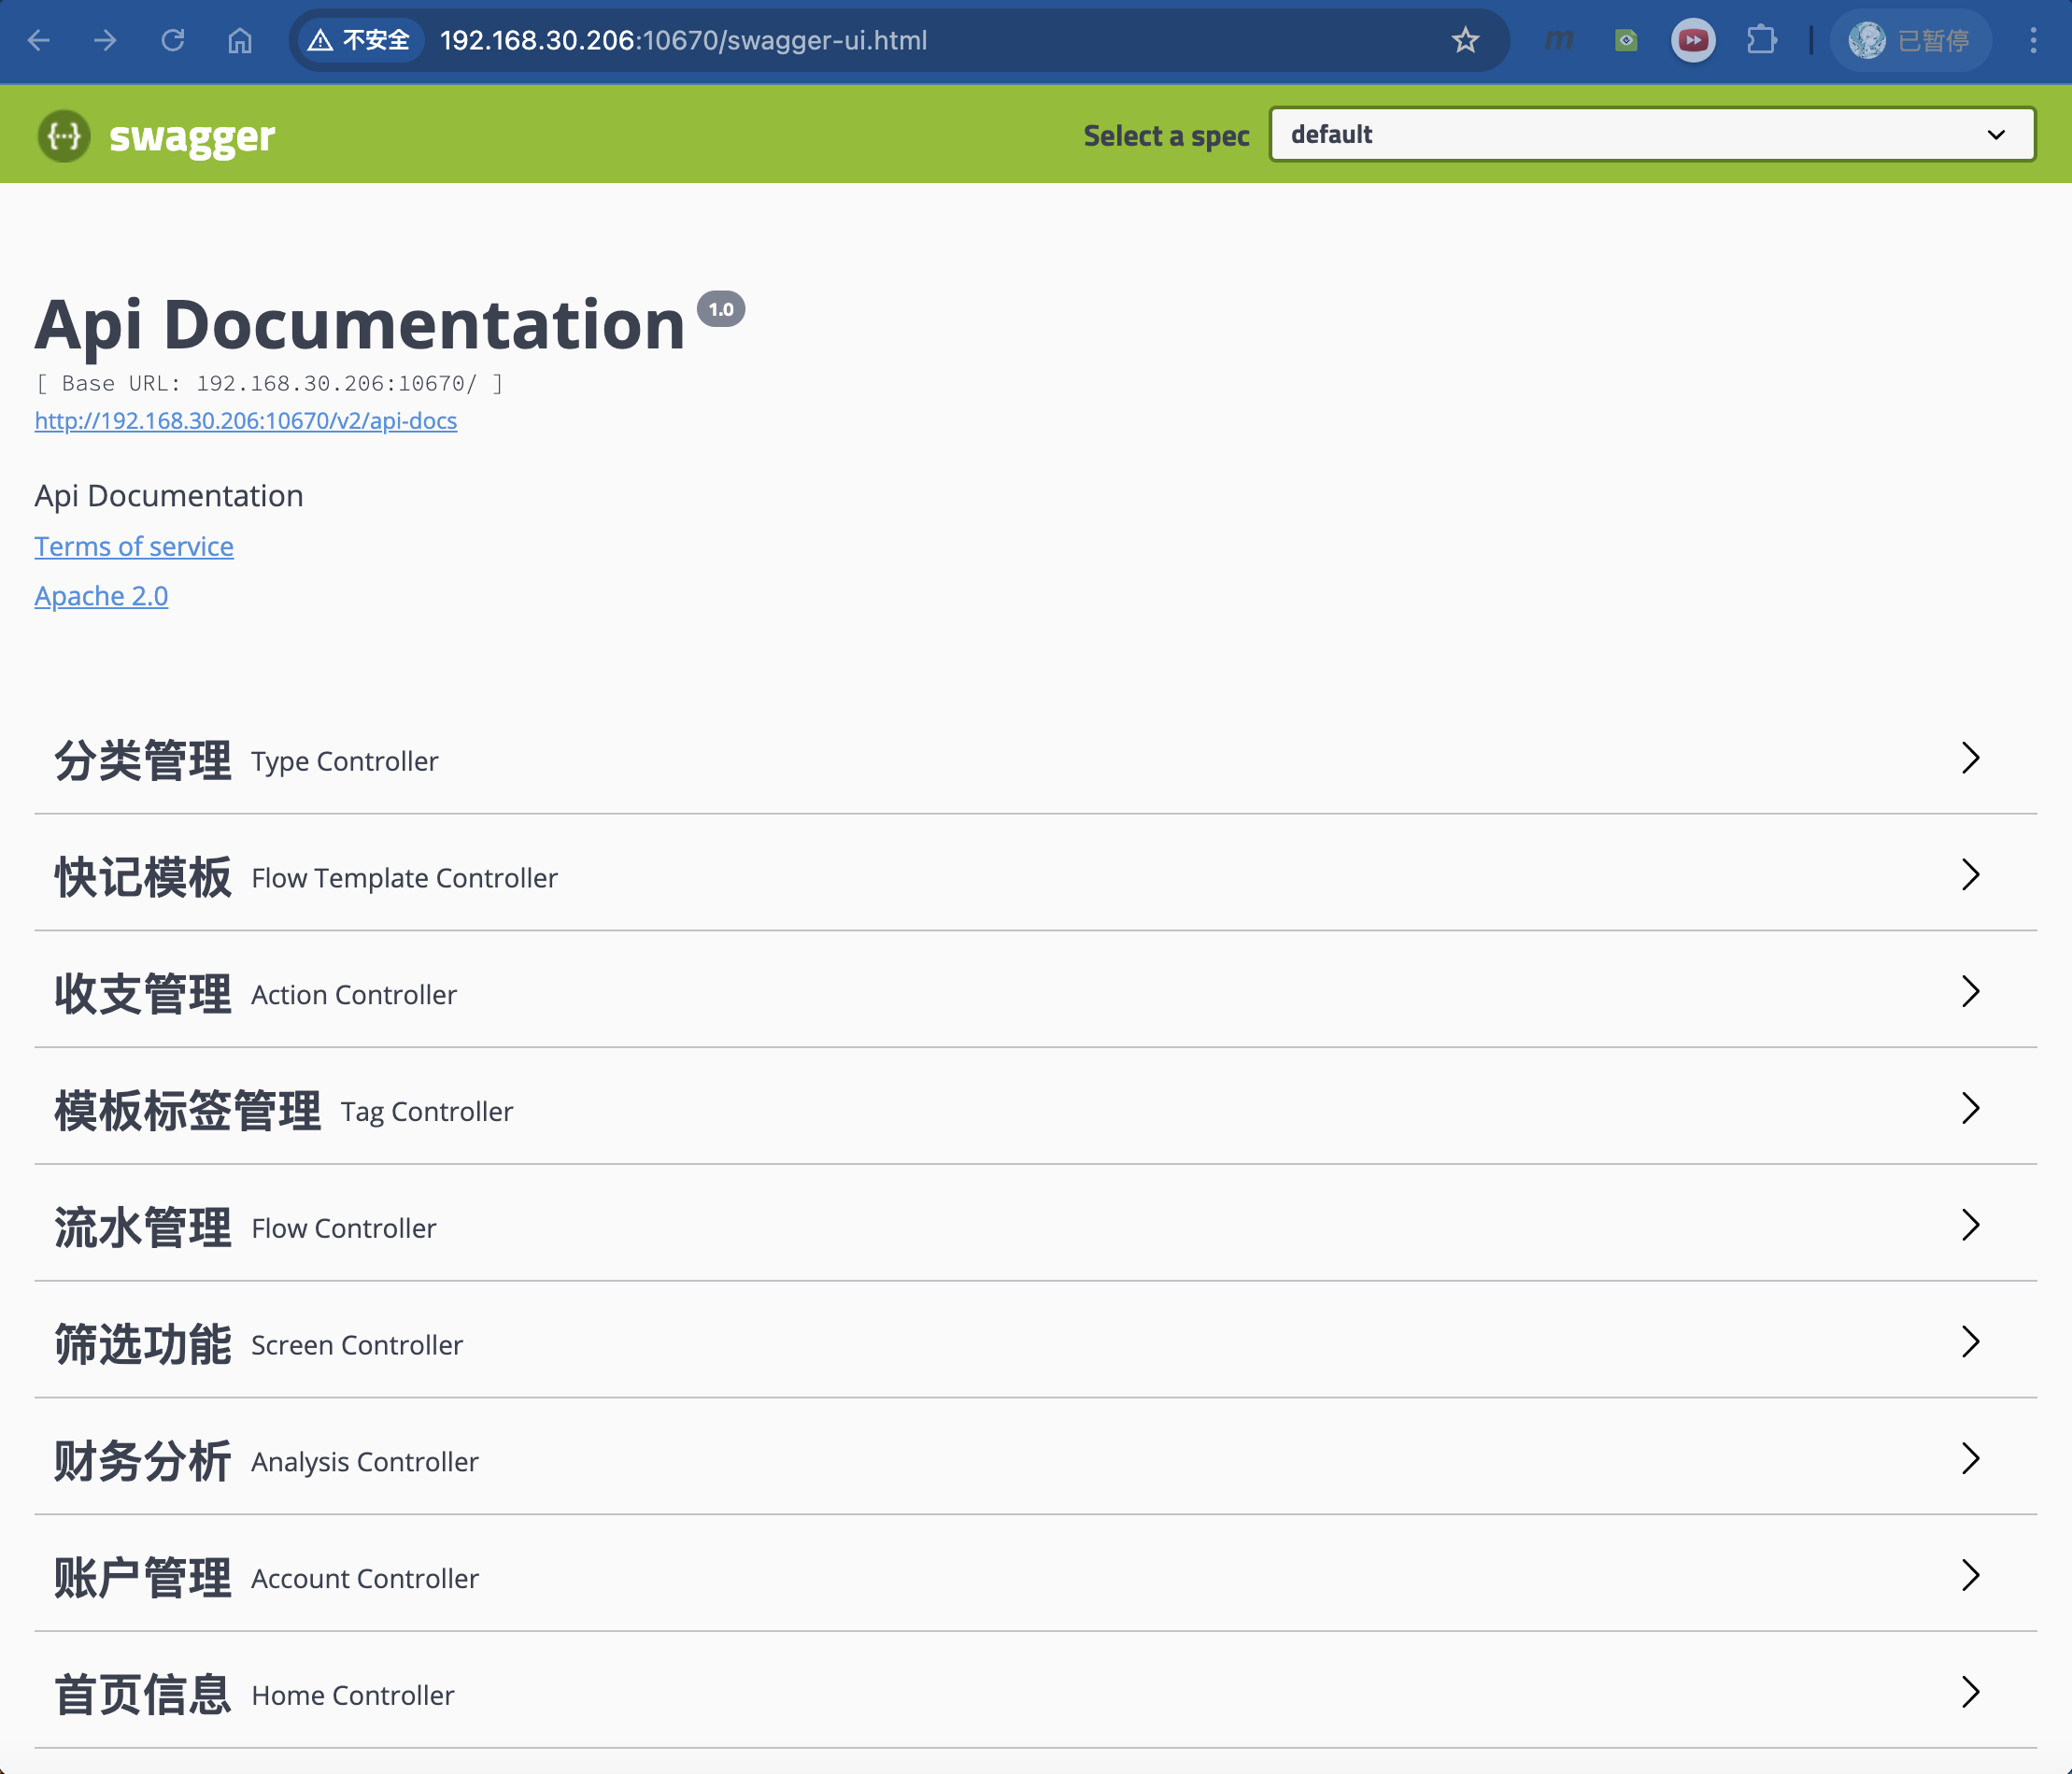 不安全 192.168.30.206:10670/swagger-ui.html m 已暂停
{···} swagger Select a spec default
Api Documentation 1.0
[ Base URL: 192.168.30.206:10670/ ]
http://192.168.30.206:10670/v2/api-docs
Api Documentation
Terms of service
Apache 2.0
分类管理 Type Controller
快记模板 Flow Template Controller
收支管理 Action Controller
模板标签管理 Tag Controller
流水管理 Flow Controller
筛选功能 Screen Controller
财务分析 Analysis Controller
账户管理 Account Controller
首页信息 Home Controller